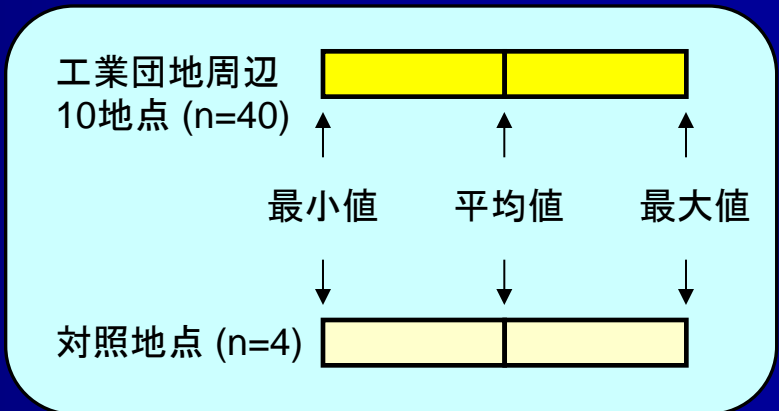 工業団地周辺
10地点 (n=40)
最小値 平均値 最大値
対照地点 (n=4)